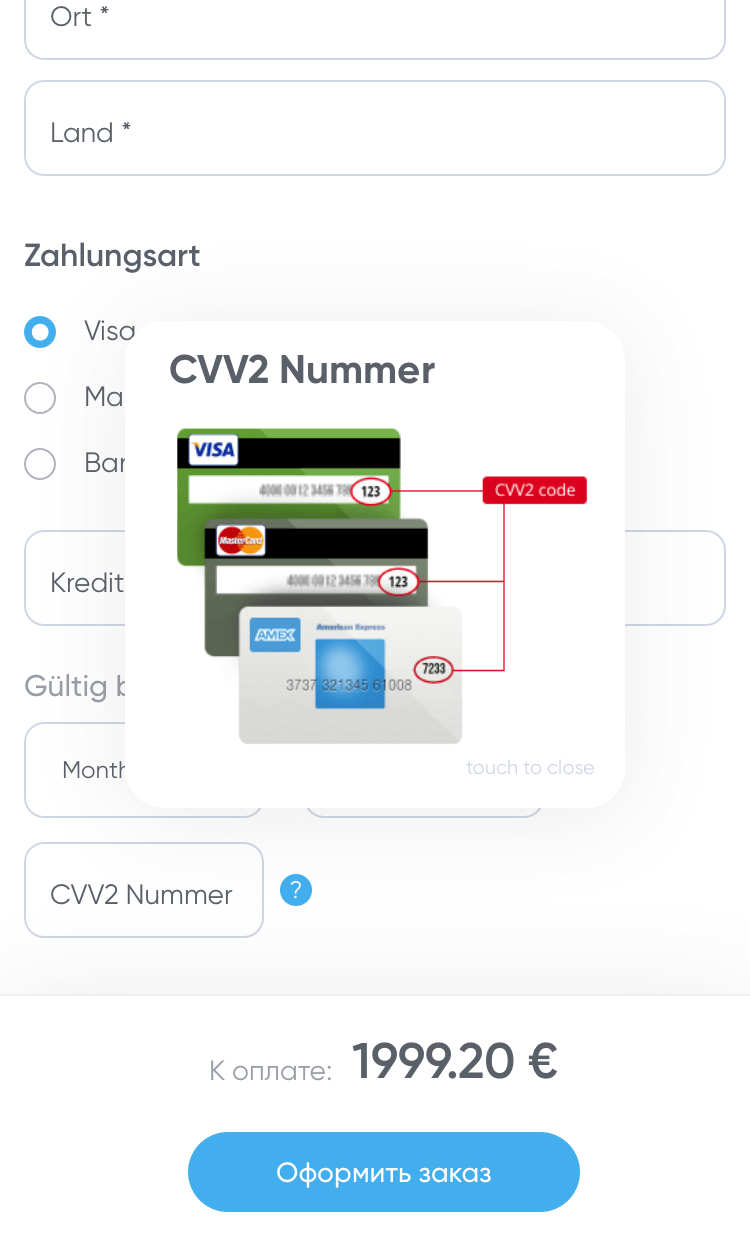 Ort *
Land *
Zahlungsart
Visa
Ma
Bar
CVV2 Nummer
VISA
4000 0012 3456 789 123
CVV2 code
MasterCard
4000 0012 3456 789 123
AMEX
American Express
7233
3737 321345 61008
touch to close
Kredit
Gültig b
Month
CVV2 Nummer
?
К оплате: 1999.20 €
Оформить заказ